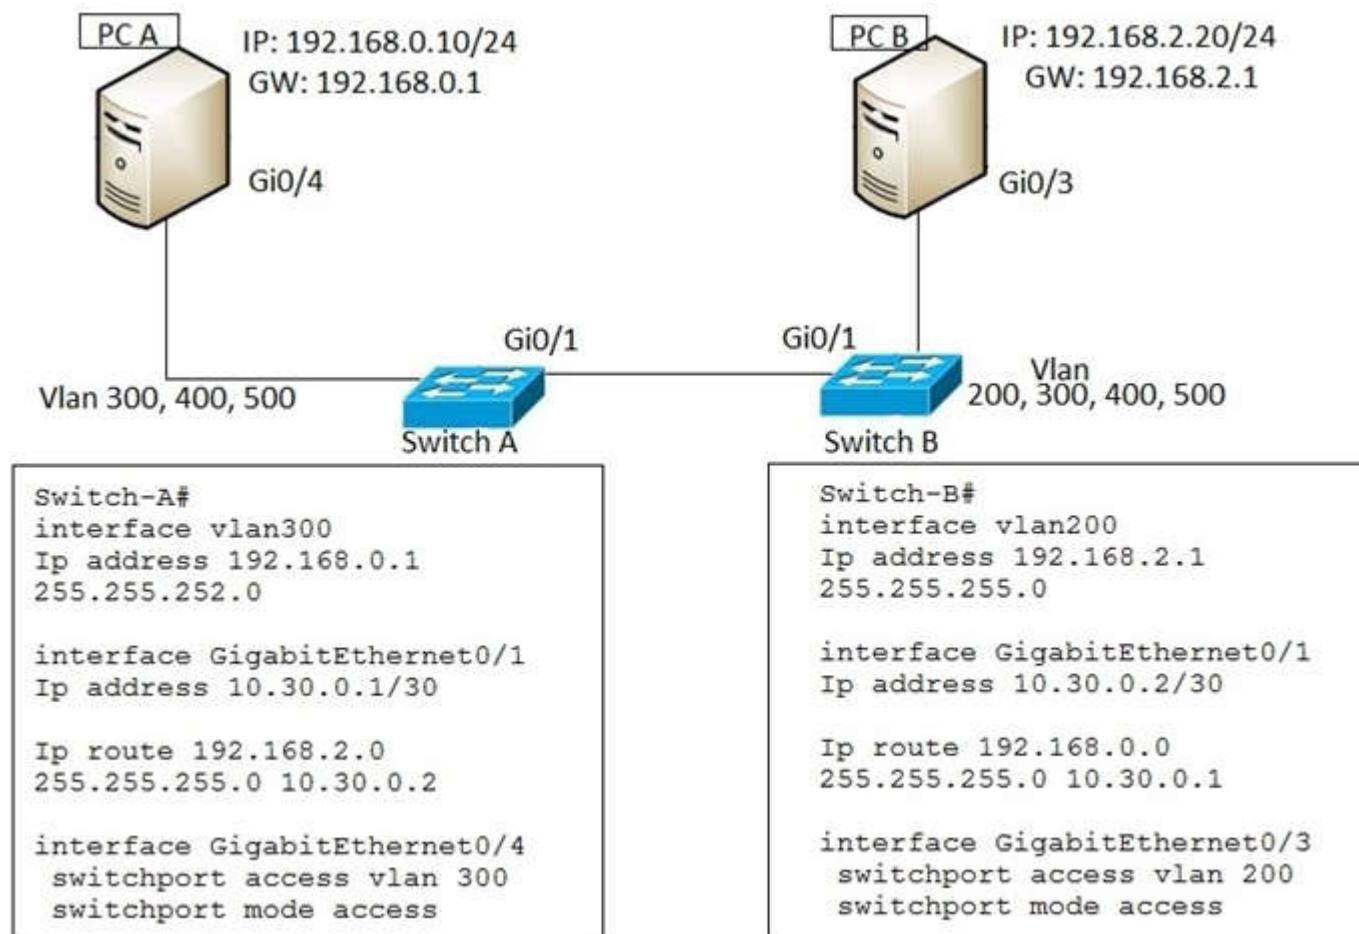 PC A
IP: 192.168.0.10/24
GW: 192.168.0.1
Gi0/4
PC B
IP: 192.168.2.20/24
GW: 192.168.2.1
Gi0/3
Gi0/1
Gi0/1
Vlan 300, 400, 500
Vlan
200, 300, 400, 500
Switch A
Switch B
Switch-A#
interface vlan300
Ip address 192.168.0.1
255.255.252.0
interface GigabitEthernet0/1
Ip address 10.30.0.1/30
Ip route 192.168.2.0
255.255.255.0 10.30.0.2
interface GigabitEthernet0/4
switchport access vlan 300
switchport mode access
Switch-B#
interface vlan200
Ip address 192.168.2.1
255.255.255.0
interface GigabitEthernet0/1
Ip address 10.30.0.2/30
Ip route 192.168.0.0
255.255.255.0 10.30.0.1
interface GigabitEthernet0/3
switchport access vlan 200
switchport mode access